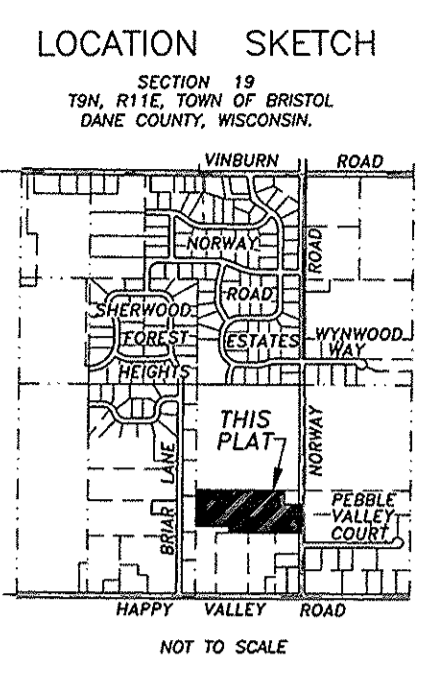 LOCATION SKETCH
SECTION 19
T9N, R11E, TOWN OF BRISTOL
DANE COUNTY, WISCONSIN.
VINBURN ROAD
NORWAY
ROAD
ESTATES
NORWAY ROAD
SHERWOOD
FOREST
HEIGHTS
WYNWOOD
WAY
THIS
PLAT
BRIAR LANE
PEBBLE
VALLEY
COURT
HAPPY VALLEY ROAD
NOT TO SCALE